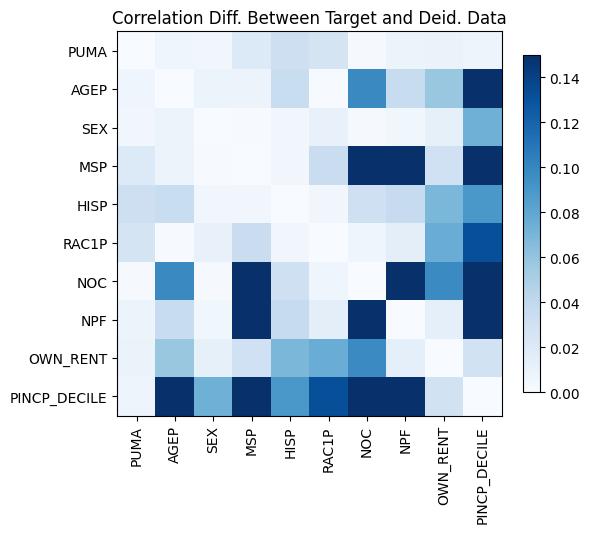 Correlation Diff. Between Target and Deid. Data
PUMA
AGEP
SEX
MSP
HISP
RAC1P
NOC
NPF
OWN_RENT
PINCP_DECILE
PUMA
AGEP
SEX
MSP
HISP
RAC1P
NOC
NPF
OWN_RENT
PINCP_DECILE
0.14
0.12
0.10
0.08
0.06
0.04
0.02
0.00